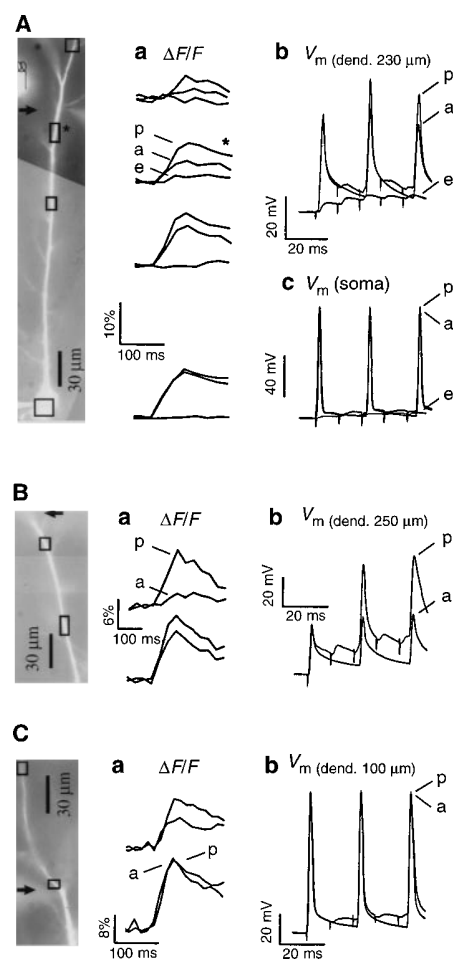 A
a ΔF/F
b Vm (dend. 230 μm)
*
p
a
e
*
p
a
e
20 mV
20 ms
c Vm (soma)
p
a
e
10%
100 ms
40 mV
30 μm
B
a ΔF/F
b Vm (dend. 250 μm)
p
a
6%
100 ms
20 mV
20 ms
p
a
30 μm
C
a ΔF/F
b Vm (dend. 100 μm)
30 μm
p
a
a
p
8%
100 ms
20 mV
20 ms